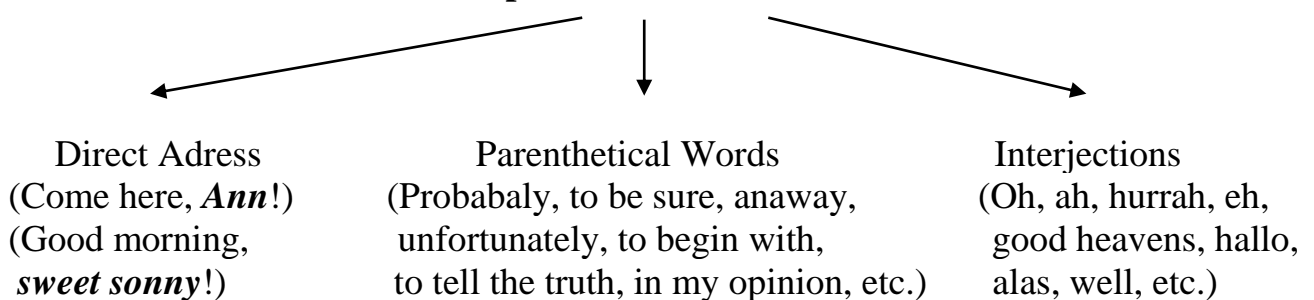 Direct Adress
Parenthetical Words
Interjections
(Come here, Ann!)
(Probabaly, to be sure, anaway,
(Oh, ah, hurrah, eh,
(Good morning,
unfortunately, to begin with,
good heavens, hallo,
sweet sonny!)
to tell the truth, in my opinion, etc.)
alas, well, etc.)